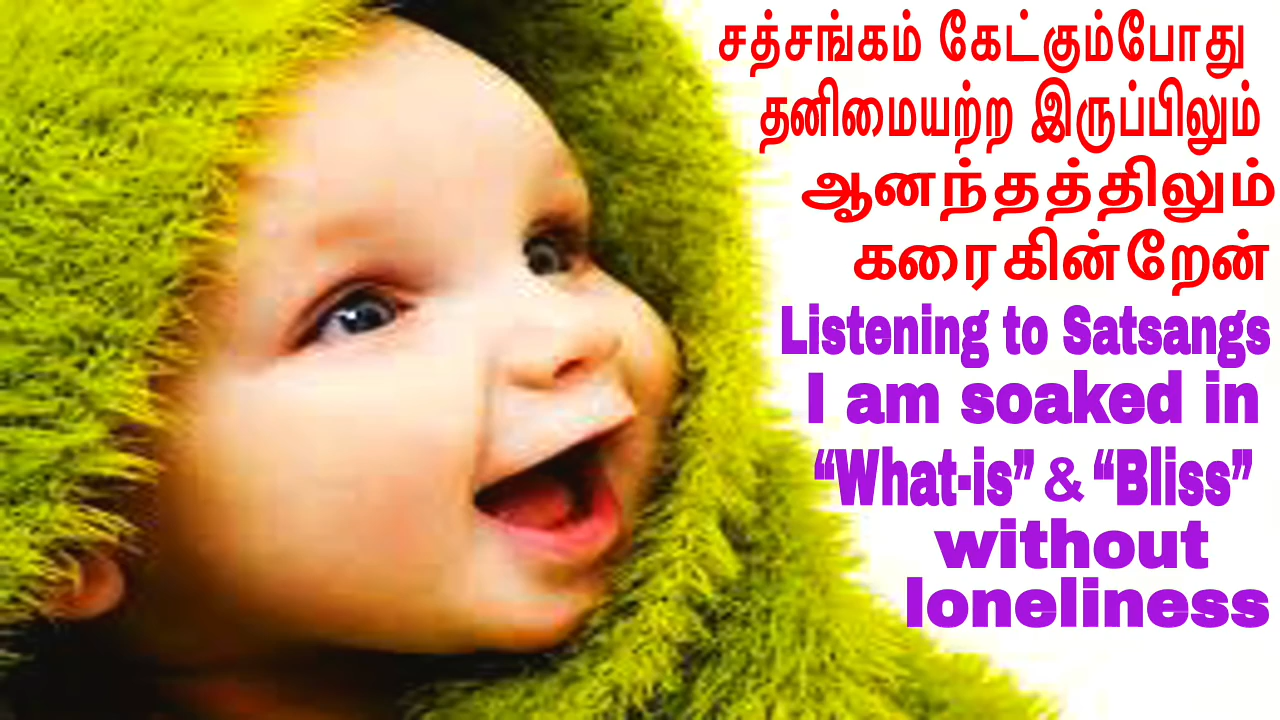 சத்சங்கம் கேட்கும்போது
தனிமையற்ற இருப்பிலும்
ஆனந்தத்திலும்
கரைகின்றேன்
Listening to Satsangs
I am soaked in
“What-is” & “Bliss”
without
loneliness